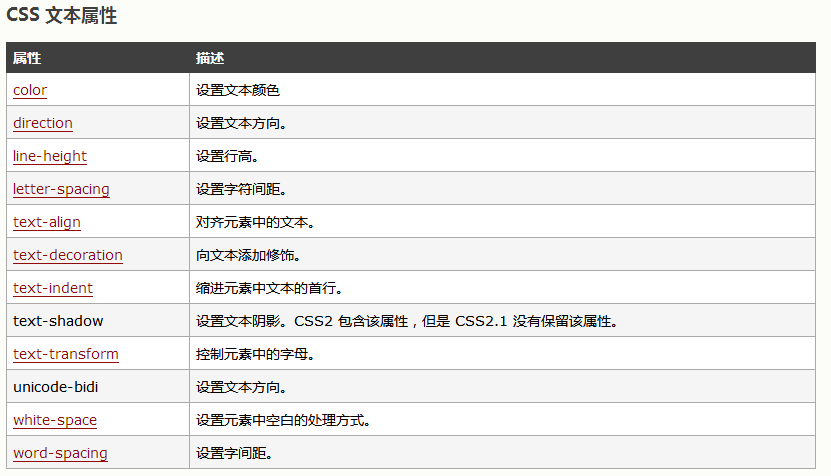 CSS 文本属性
属性 描述
color 设置文本颜色
direction 设置文本方向。
line-height 设置行高。
letter-spacing 设置字符间距。
text-align 对齐元素中的文本。
text-decoration 向文本添加修饰。
text-indent 缩进元素中文本的首行。
text-shadow 设置文本阴影。CSS2 包含该属性，但是 CSS2.1 没有保留该属性。
text-transform 控制元素中的字母。
unicode-bidi 设置文本方向。
white-space 设置元素中空白的处理方式。
word-spacing 设置字间距。